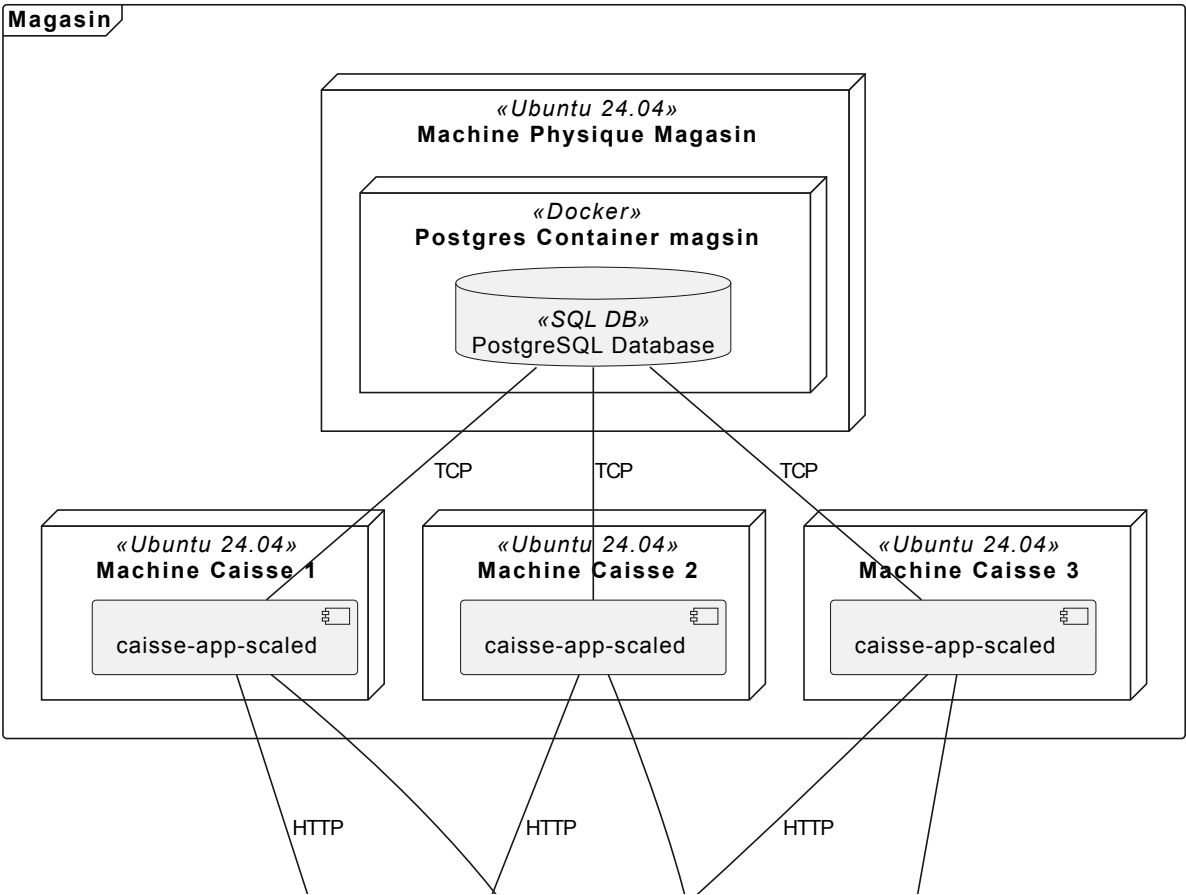 Magasin
«Ubuntu 24.04»
Machine Physique Magasin
«Docker»
Postgres Container magsin
«SQL DB»
PostgreSQL Database
TCP
TCP
TCP
«Ubuntu 24.04»
Machine Caisse 1
caisse-app-scaled
«Ubuntu 24.04»
Machine Caisse 2
caisse-app-scaled
«Ubuntu 24.04»
Machine Caisse 3
caisse-app-scaled
HTTP
HTTP
HTTP